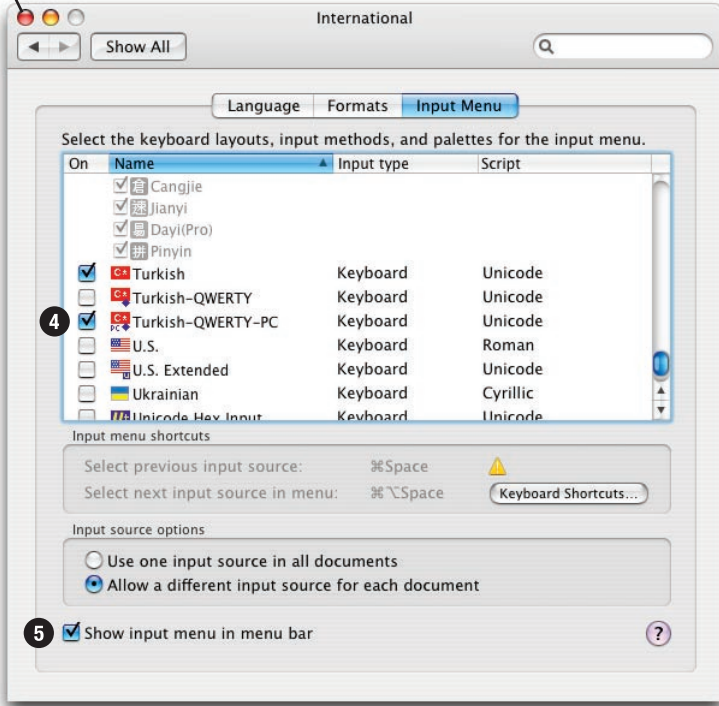 International
Show All
Language Formats Input Menu
Select the keyboard layouts, input methods, and palettes for the input menu.
On Name Input type Script
倉 Cangjie
速 Jianyi
易 Dayi(Pro)
拼 Pinyin
C* Turkish Keyboard Unicode
C* Turkish-QWERTY Keyboard Unicode
4 C* PC Turkish-QWERTY-PC Keyboard Unicode
U.S. Keyboard Roman
U.S. Extended Keyboard Unicode
Ukrainian Keyboard Cyrillic
Unicode Hex Input Keyboard Unicode
Input menu shortcuts
Select previous input source: ⌘Space
Select next input source in menu: ⌘⌥Space Keyboard Shortcuts...
Input source options
Use one input source in all documents
Allow a different input source for each document
5 Show input menu in menu bar ?